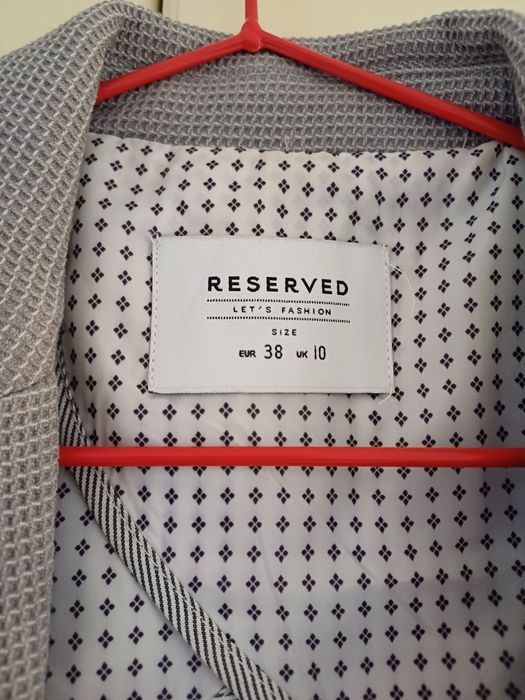 RESERVED
LET'S FASHION
SIZE
EUR 38 UK 10